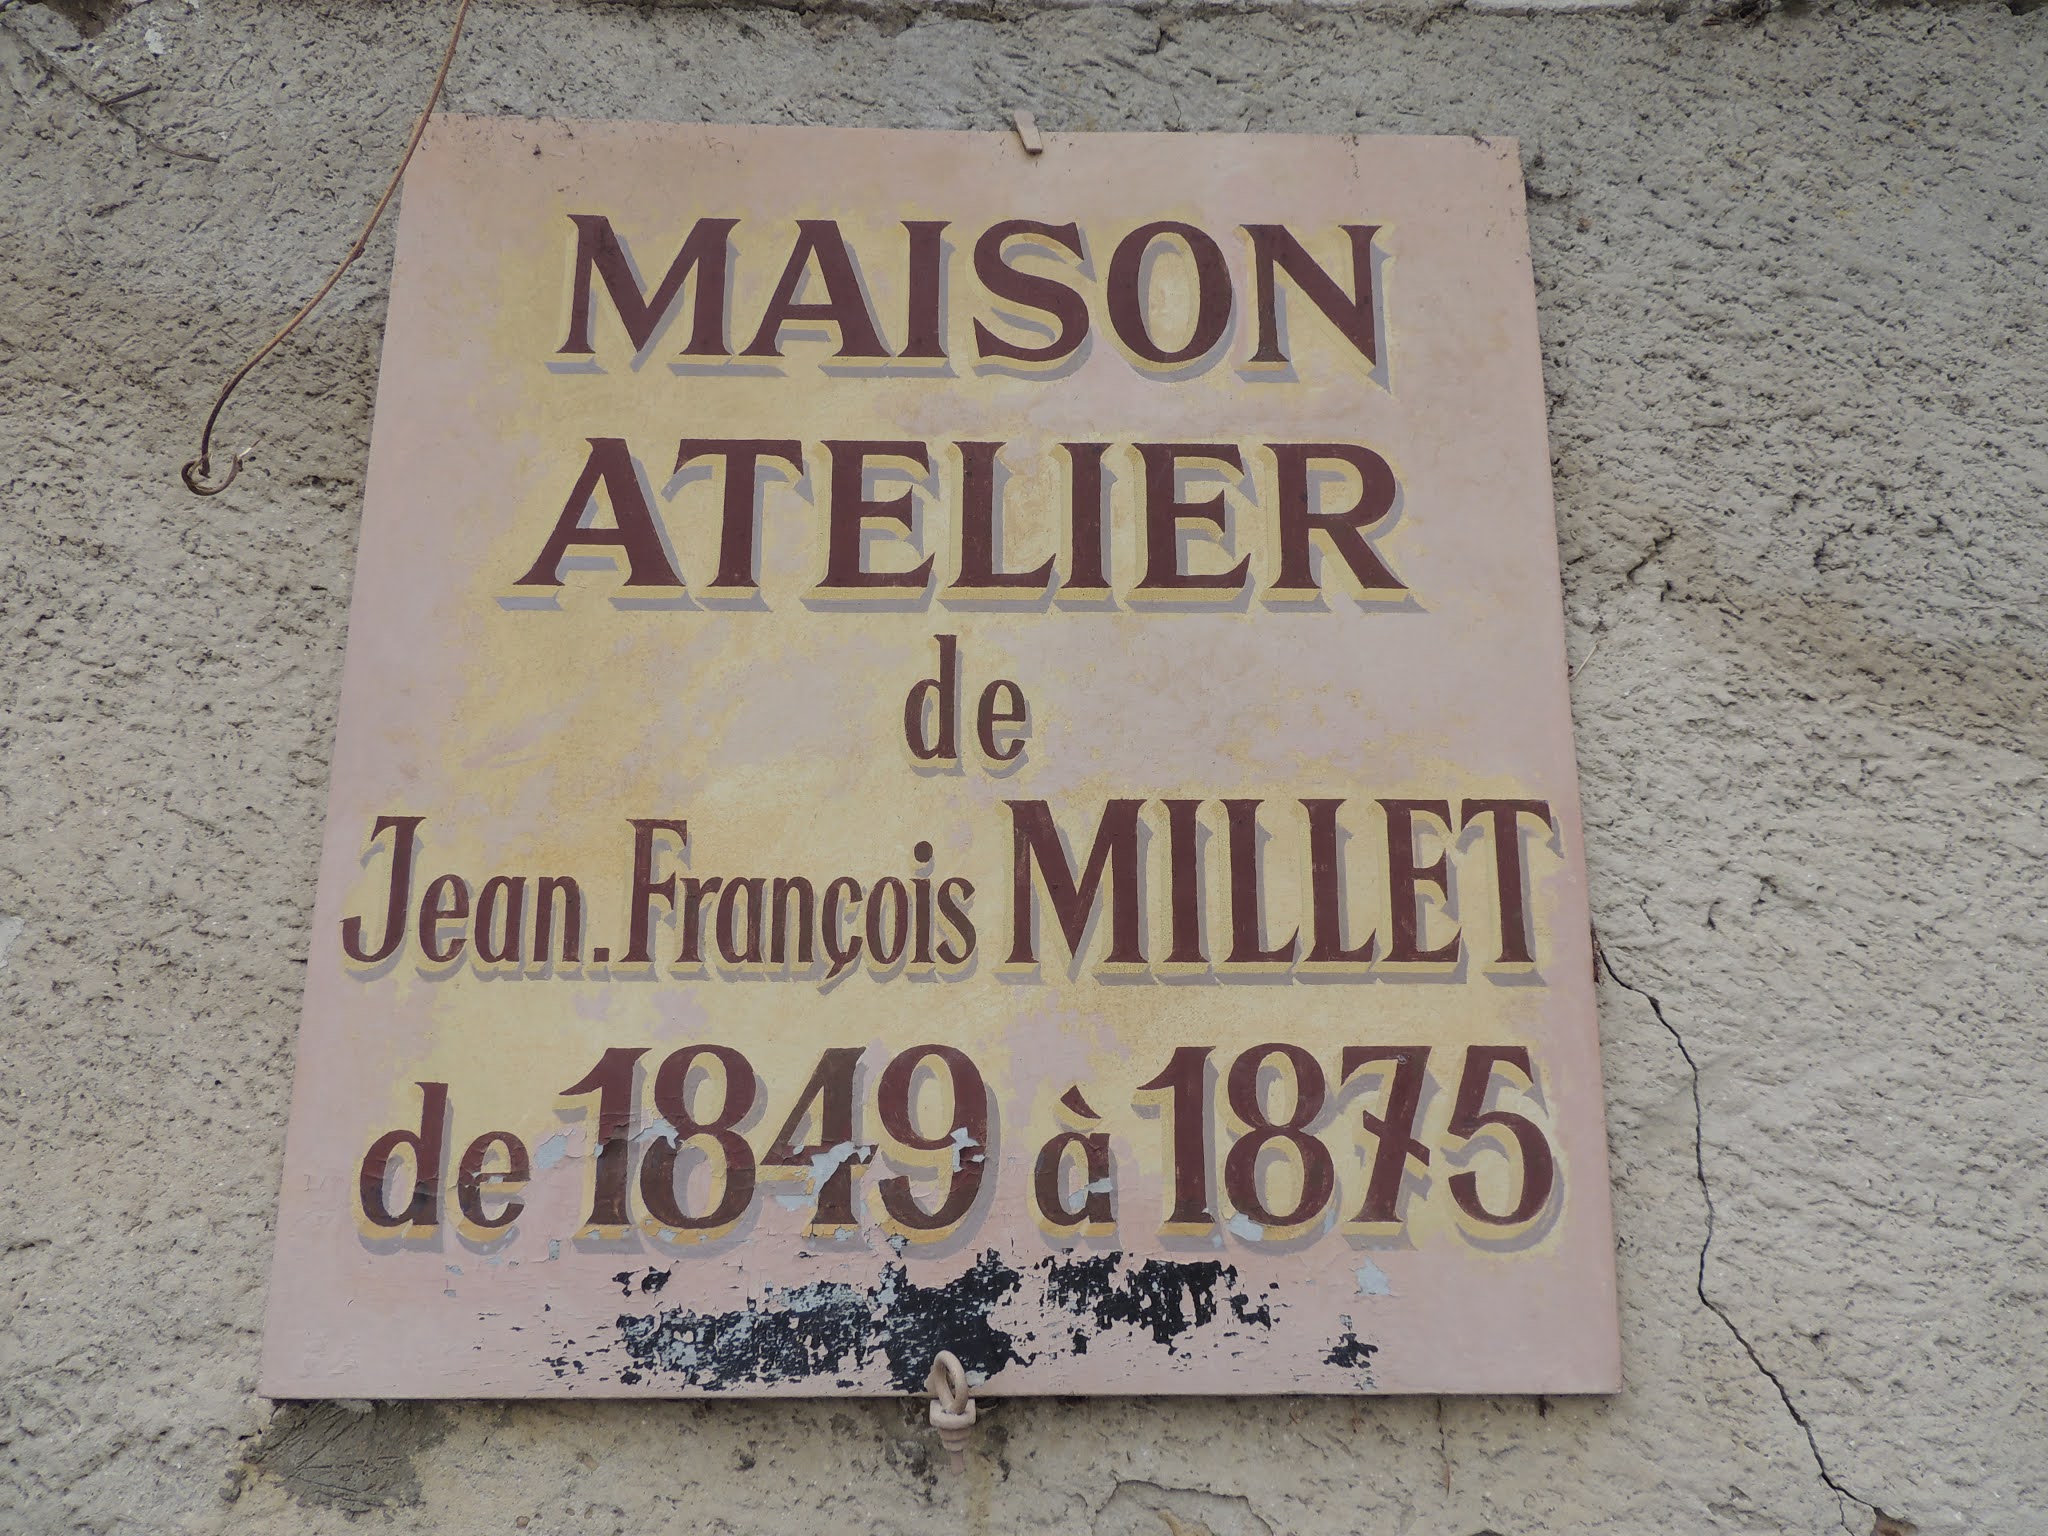 MAISON
ATELIER
de
Jean.François MILLET
de 1849 à 1875